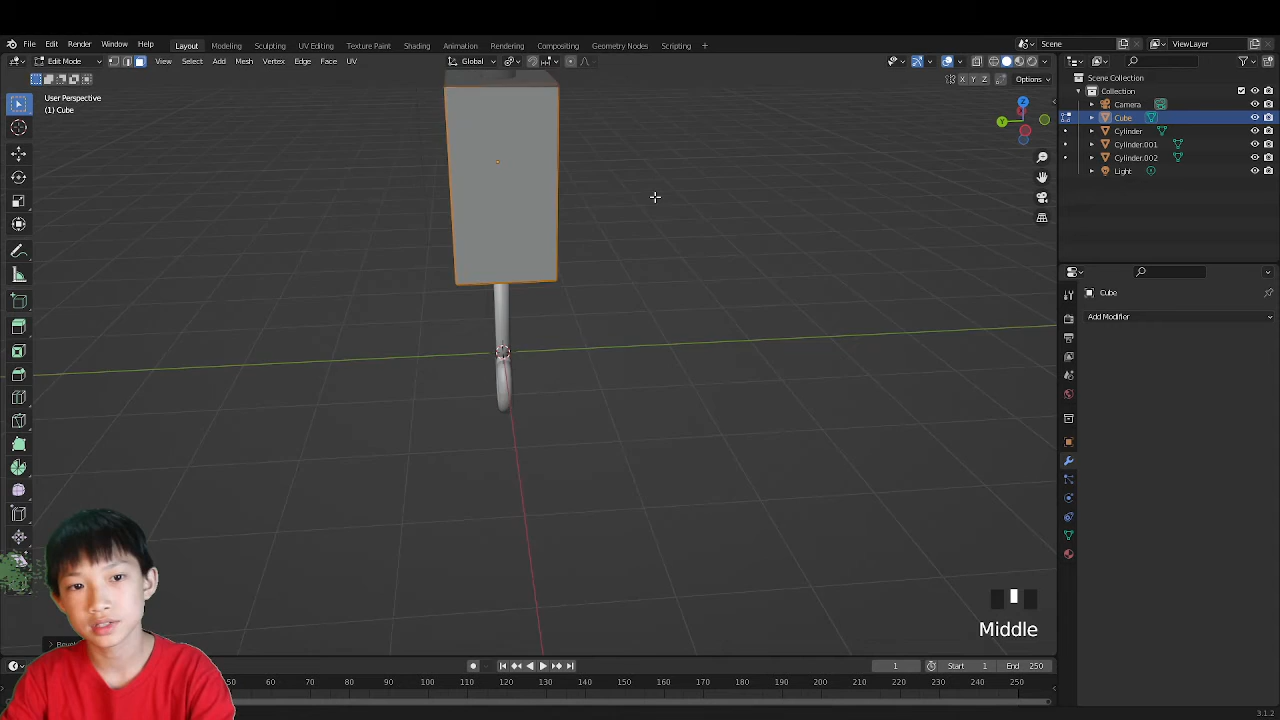 File Edit Render Window Help Layout Modeling Sculpting UV Editing Texture Paint Shading Animation Rendering Compositing Geometry Nodes Scripting + Scene ViewLayer
Edit Mode View Select Add Mesh Vertex Edge Face UV Global
X Y Z Options
User Perspective
(1) Cube
Scene Collection
Collection
Camera
Cube
Cylinder
Cylinder.001
Cylinder.002
Light
Z
Y
Cube
Add Modifier
Middle
1 Start 1 End 250
50 60 70 80 90 100 110 120 130 140 150 160 170 180 190 200 210 220 230 240 250
3.1.2